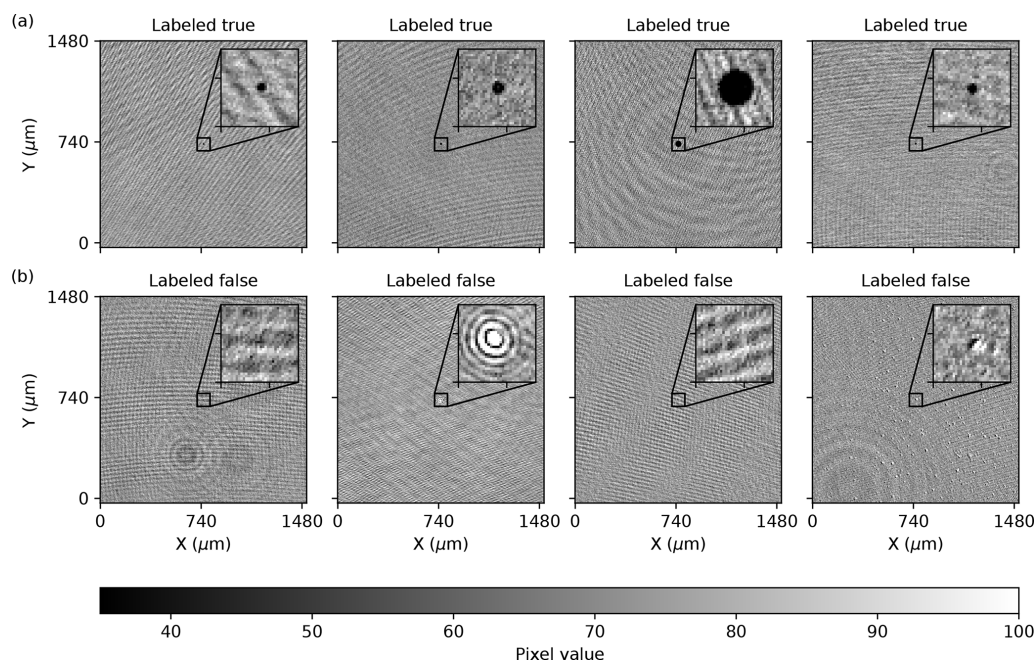 (a)
Labeled true Labeled true Labeled true Labeled true
1480
740
0
Y (μm)
(b)
Labeled false Labeled false Labeled false Labeled false
1480
740
0
Y (μm)
0 740 1480 0 740 1480 0 740 1480 0 740 1480
X (μm) X (μm) X (μm) X (μm)
40 50 60 70 80 90 100
Pixel value